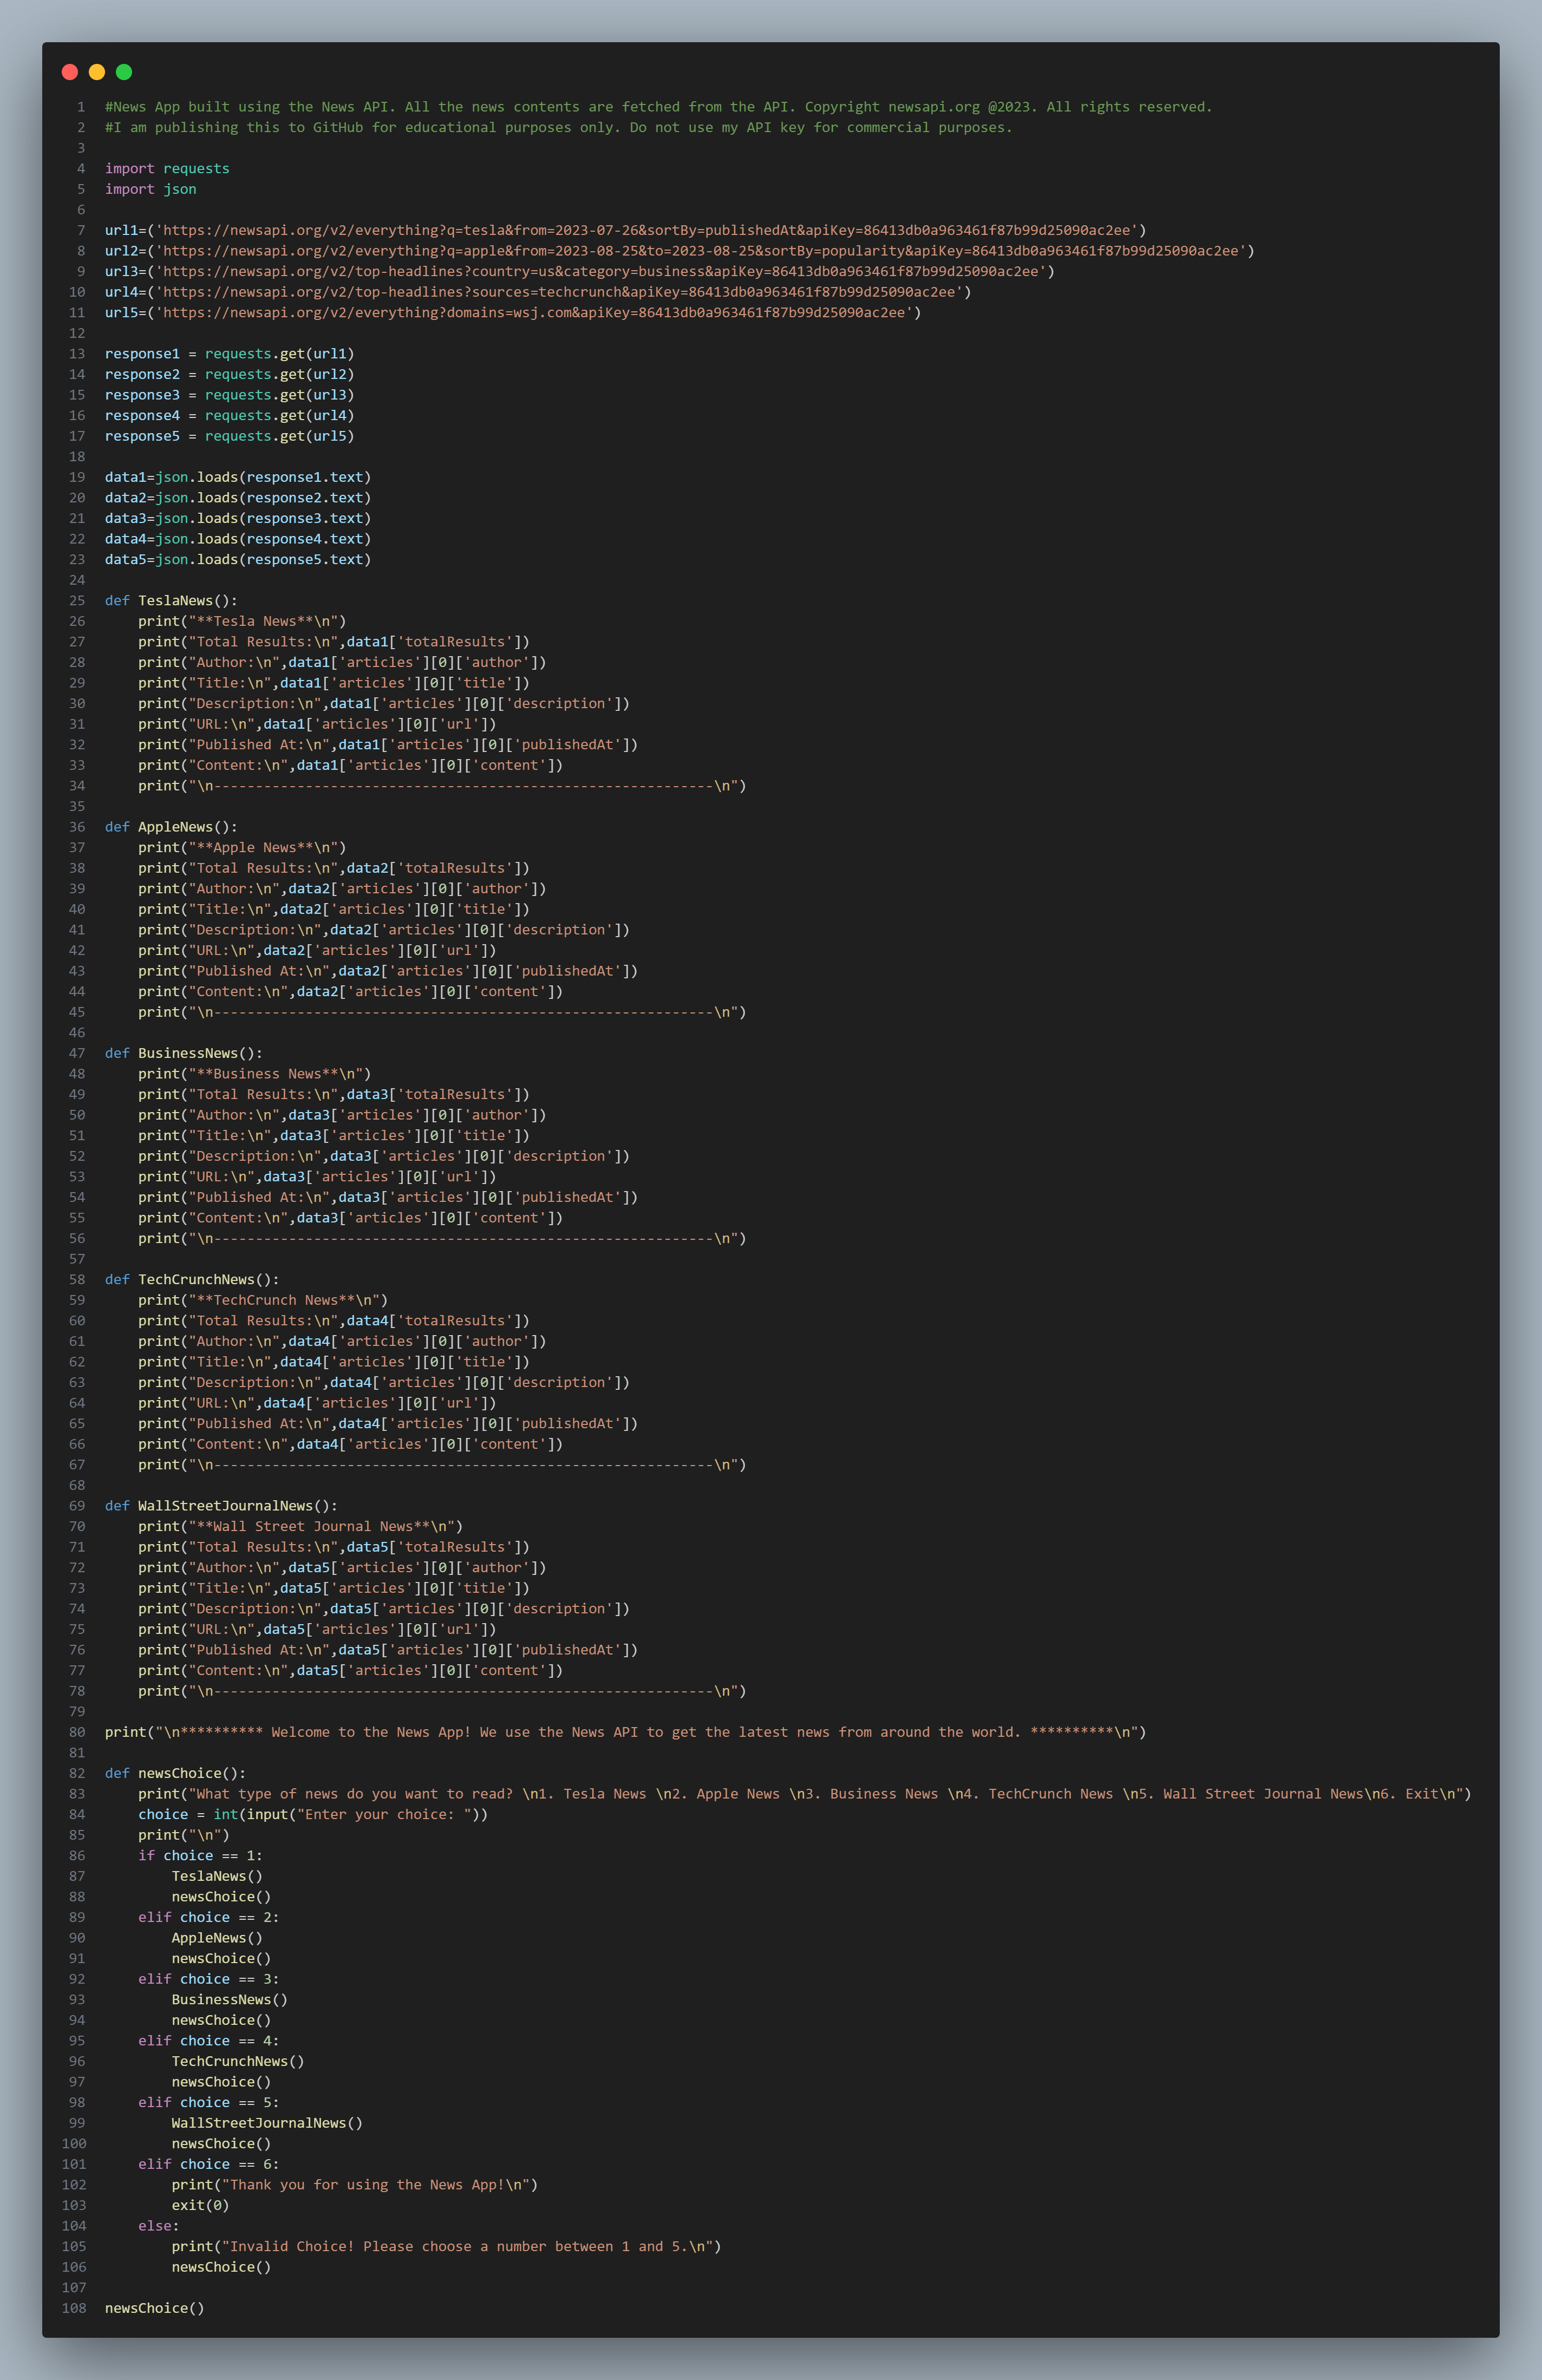 1 #News App built using the News API. All the news contents are fetched from the API. Copyright newsapi.org @2023. All rights reserved.
2 #I am publishing this to GitHub for educational purposes only. Do not use my API key for commercial purposes.
3
4 import requests
5 import json
6
7 url1=('https://newsapi.org/v2/everything?q=tesla&from=2023-07-26&sortBy=publishedAt&apiKey=86413db0a963461f87b99d25090ac2ee')
8 url2=('https://newsapi.org/v2/everything?q=apple&from=2023-08-25&to=2023-08-25&sortBy=popularity&apiKey=86413db0a963461f87b99d25090ac2ee')
9 url3=('https://newsapi.org/v2/top-headlines?country=us&category=business&apiKey=86413db0a963461f87b99d25090ac2ee')
10 url4=('https://newsapi.org/v2/top-headlines?sources=techcrunch&apiKey=86413db0a963461f87b99d25090ac2ee')
11 url5=('https://newsapi.org/v2/everything?domains=wsj.com&apiKey=86413db0a963461f87b99d25090ac2ee')
12
13 response1 = requests.get(url1)
14 response2 = requests.get(url2)
15 response3 = requests.get(url3)
16 response4 = requests.get(url4)
17 response5 = requests.get(url5)
18
19 data1=json.loads(response1.text)
20 data2=json.loads(response2.text)
21 data3=json.loads(response3.text)
22 data4=json.loads(response4.text)
23 data5=json.loads(response5.text)
24
25 def TeslaNews():
26     print("**Tesla News**\n")
27     print("Total Results:\n",data1['totalResults'])
28     print("Author:\n",data1['articles'][0]['author'])
29     print("Title:\n",data1['articles'][0]['title'])
30     print("Description:\n",data1['articles'][0]['description'])
31     print("URL:\n",data1['articles'][0]['url'])
32     print("Published At:\n",data1['articles'][0]['publishedAt'])
33     print("Content:\n",data1['articles'][0]['content'])
34     print("\n------------------------------------------------------------\n")
35
36 def AppleNews():
37     print("**Apple News**\n")
38     print("Total Results:\n",data2['totalResults'])
39     print("Author:\n",data2['articles'][0]['author'])
40     print("Title:\n",data2['articles'][0]['title'])
41     print("Description:\n",data2['articles'][0]['description'])
42     print("URL:\n",data2['articles'][0]['url'])
43     print("Published At:\n",data2['articles'][0]['publishedAt'])
44     print("Content:\n",data2['articles'][0]['content'])
45     print("\n------------------------------------------------------------\n")
46
47 def BusinessNews():
48     print("**Business News**\n")
49     print("Total Results:\n",data3['totalResults'])
50     print("Author:\n",data3['articles'][0]['author'])
51     print("Title:\n",data3['articles'][0]['title'])
52     print("Description:\n",data3['articles'][0]['description'])
53     print("URL:\n",data3['articles'][0]['url'])
54     print("Published At:\n",data3['articles'][0]['publishedAt'])
55     print("Content:\n",data3['articles'][0]['content'])
56     print("\n------------------------------------------------------------\n")
57
58 def TechCrunchNews():
59     print("**TechCrunch News**\n")
60     print("Total Results:\n",data4['totalResults'])
61     print("Author:\n",data4['articles'][0]['author'])
62     print("Title:\n",data4['articles'][0]['title'])
63     print("Description:\n",data4['articles'][0]['description'])
64     print("URL:\n",data4['articles'][0]['url'])
65     print("Published At:\n",data4['articles'][0]['publishedAt'])
66     print("Content:\n",data4['articles'][0]['content'])
67     print("\n------------------------------------------------------------\n")
68
69 def WallStreetJournalNews():
70     print("**Wall Street Journal News**\n")
71     print("Total Results:\n",data5['totalResults'])
72     print("Author:\n",data5['articles'][0]['author'])
73     print("Title:\n",data5['articles'][0]['title'])
74     print("Description:\n",data5['articles'][0]['description'])
75     print("URL:\n",data5['articles'][0]['url'])
76     print("Published At:\n",data5['articles'][0]['publishedAt'])
77     print("Content:\n",data5['articles'][0]['content'])
78     print("\n------------------------------------------------------------\n")
79
80 print("\n********** Welcome to the News App! We use the News API to get the latest news from around the world. **********\n")
81
82 def newsChoice():
83     print("What type of news do you want to read? \n1. Tesla News \n2. Apple News \n3. Business News \n4. TechCrunch News \n5. Wall Street Journal News\n6. Exit\n")
84     choice = int(input("Enter your choice: "))
85     print("\n")
86     if choice == 1:
87         TeslaNews()
88         newsChoice()
89     elif choice == 2:
90         AppleNews()
91         newsChoice()
92     elif choice == 3:
93         BusinessNews()
94         newsChoice()
95     elif choice == 4:
96         TechCrunchNews()
97         newsChoice()
98     elif choice == 5:
99         WallStreetJournalNews()
100         newsChoice()
101     elif choice == 6:
102         print("Thank you for using the News App!\n")
103         exit(0)
104     else:
105         print("Invalid Choice! Please choose a number between 1 and 5.\n")
106         newsChoice()
107
108 newsChoice()